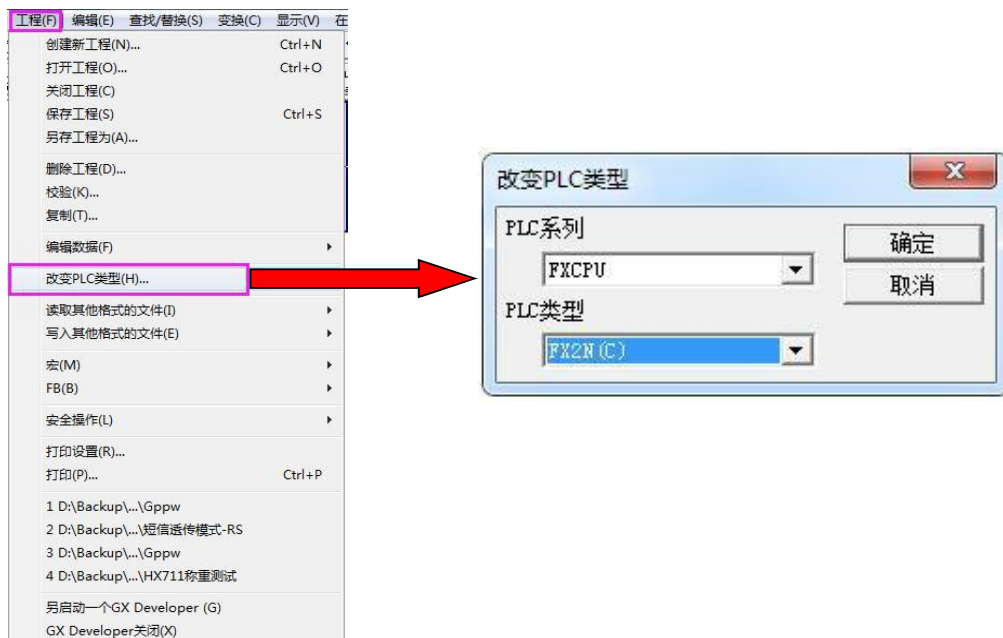 工程(F) 编辑(E) 查找/替换(S) 变换(C) 显示(V) 在
创建新工程(N)... Ctrl+N
打开工程(O)... Ctrl+O
关闭工程(C)
保存工程(S) Ctrl+S
另存工程为(A)...
删除工程(D)...
校验(K)...
复制(T)...
编辑数据(F)
改变PLC类型(H)...
读取其他格式的文件(I)
写入其他格式的文件(E)
宏(M)
FB(B)
安全操作(L)
打印设置(R)...
打印(P)... Ctrl+P
1 D:\Backup\...\Gppw
2 D:\Backup\...\短信透传模式-RS
3 D:\Backup\...\Gppw
4 D:\Backup\...\HX711称重测试
另启动一个GX Developer (G)
GX Developer关闭(X)
改变PLC类型
PLC系列
FXCPU
确定
取消
PLC类型
FX2N(C)